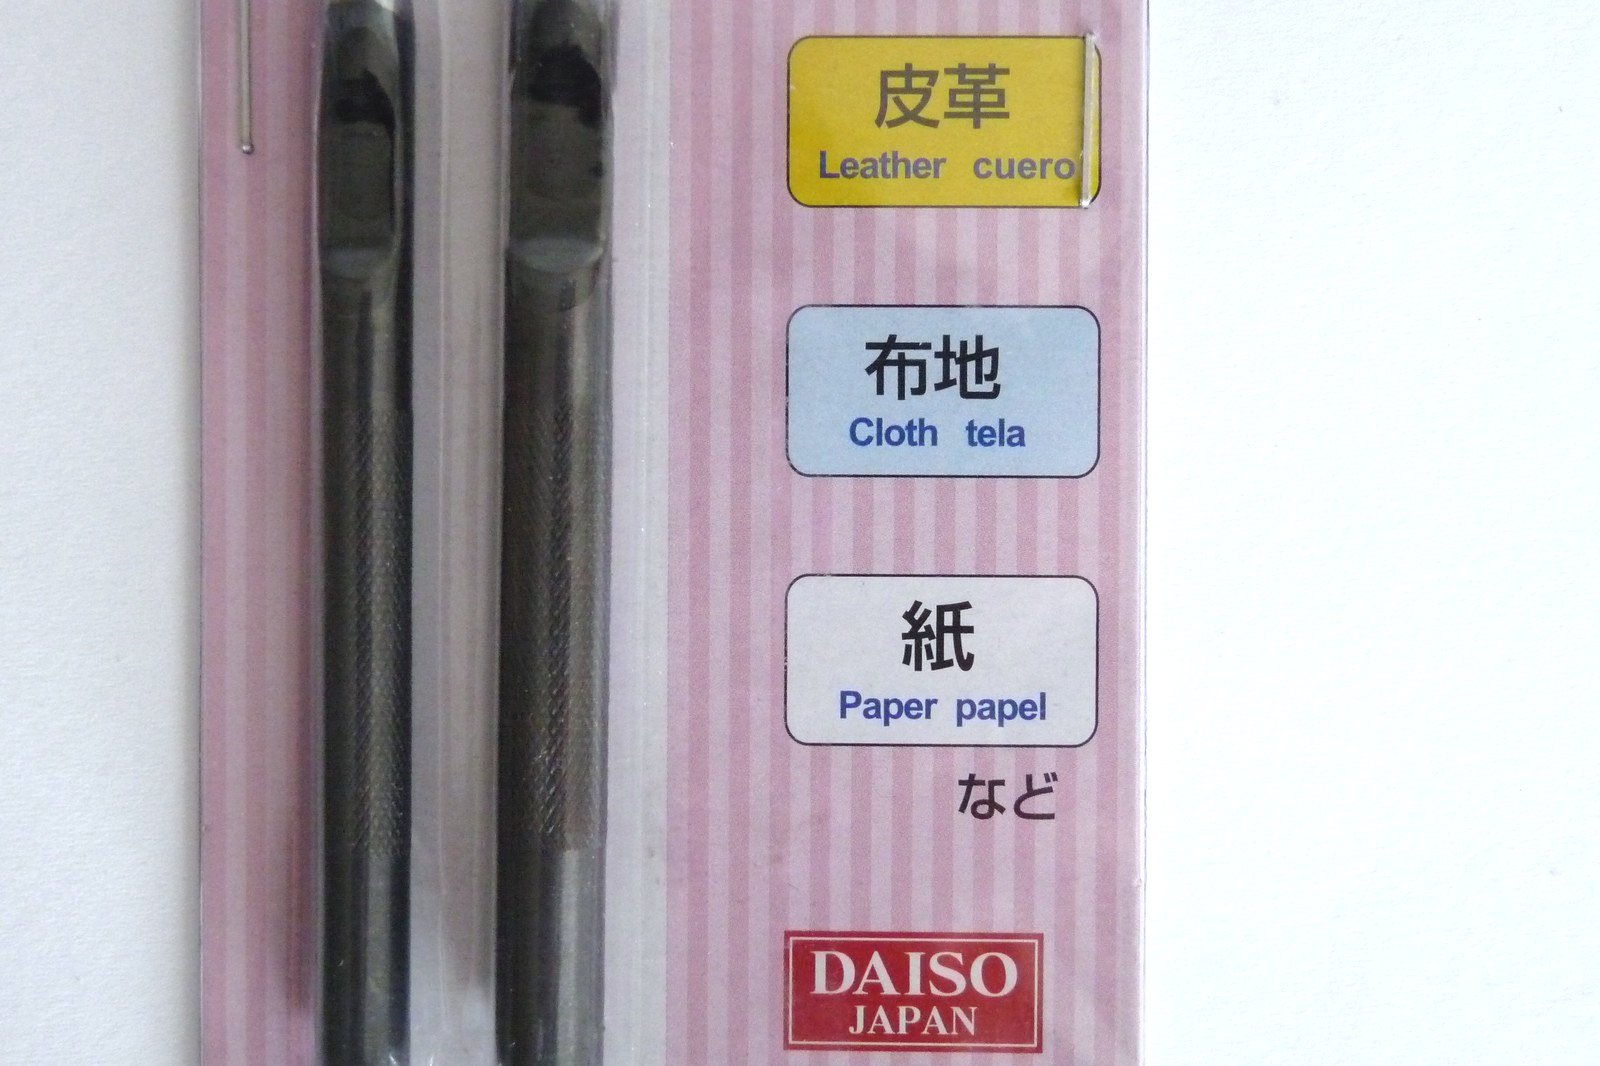 皮革
Leather cuero
布地
Cloth tela
紙
Paper papel
など
DAISO
JAPAN